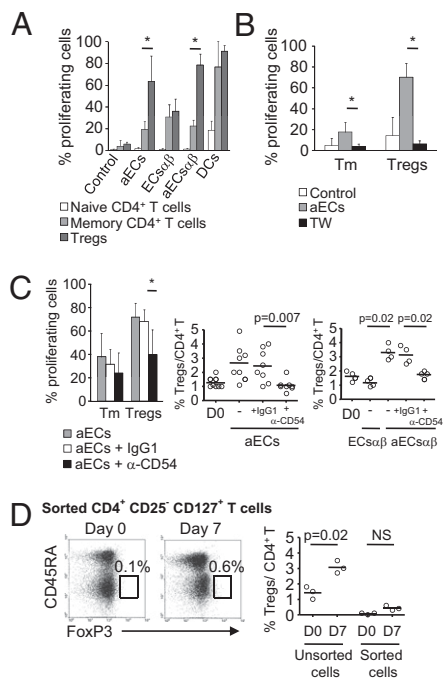 A
% proliferating cells
100
80
60
40
20
0
*
*
Control
aECs
ECsαβ
aECsαβ
DCs
Naive CD4+ T cells
Memory CD4+ T cells
Tregs
B
% proliferating cells
100
80
60
40
20
0
*
*
Tm
Tregs
Control
aECs
TW
C
% proliferating cells
100
80
60
40
20
0
*
Tm
Tregs
aECs
aECs + IgG1
aECs + α-CD54
% Tregs/CD4+ T
5
4
3
2
1
0
p=0.007
D0
-
+IgG1
+
α-CD54
aECs
% Tregs/CD4+ T
5
4
3
2
1
0
p=0.02
p=0.02
D0
-
-
+IgG1
+
α-CD54
ECsαβ
aECsαβ
D
Sorted CD4+ CD25- CD127+ T cells
Day 0
Day 7
0.1%
0.6%
CD45RA
FoxP3
% Tregs/ CD4+ T
5
4
3
2
1
0
p=0.02
NS
D0
D7
D0
D7
Unsorted cells
Sorted cells